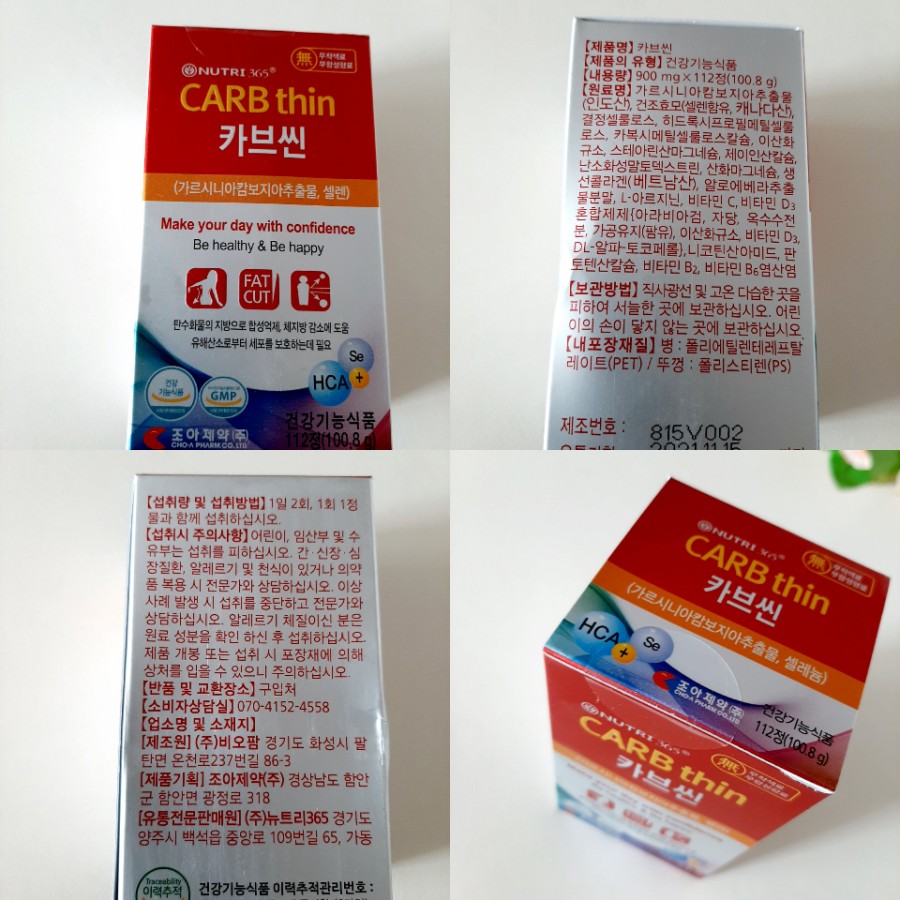 NUTRI 365®
無 무착색료
무합성향료
CARB thin
카브씬
(가르시니아캄보지아추출물, 셀렌)
Make your day with confidence
Be healthy & Be happy
FAT
CUT
탄수화물의 지방으로 합성억제, 체지방 감소에 도움
유해산소로부터 세포를 보호하는데 필요
Se
HCA +
건강
기능식품
GMP
건강기능식품
112정(100.8 g)
조아제약(주)
CHO-A PHARM.CO.,LTD
【제품명】 카브씬
【제품의 유형】 건강기능식품
【내용량】 900 mg×112정(100.8 g)
【원료명】 가르시니아캄보지아추출물
(인도산), 건조효모(셀렌함유, 캐나다산),
결정셀룰로스, 히드록시프로필메틸셀룰
로스, 카복시메틸셀룰로스칼슘, 이산화
규소, 스테아린산마그네슘, 제이인산칼슘,
난소화성말토덱스트린, 산화마그네슘, 생
선콜라겐(베트남산), 알로에베라추출
물분말, L-아르지닌, 비타민 C, 비타민 D3
혼합제제{아라비아검, 자당, 옥수수전
분, 가공유지(팜유), 이산화규소, 비타민 D3,
DL-알파-토코페롤}, 니코틴산아미드, 판
토텐산칼슘, 비타민 B2, 비타민 B6염산염
【보관방법】 직사광선 및 고온 다습한 곳을
피하여 서늘한 곳에 보관하십시오. 어린
이의 손이 닿지 않는 곳에 보관하십시오
【내포장재질】 병 : 폴리에틸렌테레프탈
레이트(PET) / 뚜껑 : 폴리스티렌(PS)
제조번호 : 815V002
2021.11.15
【섭취량 및 섭취방법】 1일 2회, 1회 1정
물과 함께 섭취하십시오.
【섭취시 주의사항】 어린이, 임산부 및 수
유부는 섭취를 피하십시오. 간·신장·심
장질환, 알레르기 및 천식이 있거나 의약
품 복용 시 전문가와 상담하십시오. 이상
사례 발생 시 섭취를 중단하고 전문가와
상담하십시오. 알레르기 체질이신 분은
원료 성분을 확인 하신 후 섭취하십시오.
제품 개봉 또는 섭취 시 포장재에 의해
상처를 입을 수 있으니 주의하십시오.
【반품 및 교환장소】 구입처
【소비자상담실】 070-4152-4558
【업소명 및 소재지】
[제조원] (주)비오팜 경기도 화성시 팔
탄면 온천로237번길 86-3
[제품기획] 조아제약(주) 경상남도 함안
군 함안면 광정로 318
[유통전문판매원] (주)뉴트리365 경기도
양주시 백석읍 중앙로 109번길 65, 가동
Traceability
이력추적
건강기능식품 이력추적관리번호 :
NUTRI 365®
無 무착색료
무합성향료
CARB thin
카브씬
(가르시니아캄보지아추출물, 셀레늄)
HCA + Se
조아제약(주)
CHO-A PHARM.CO.,LTD
건강기능식품
112정(100.8 g)
NUTRI 365®
無 무착색료
무합성향료
CARB thin
카브씬